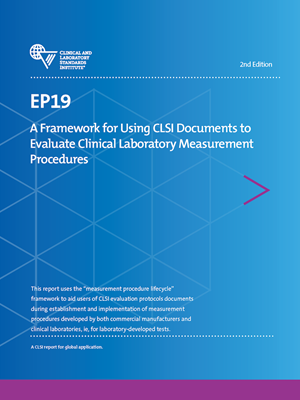 CLINICAL AND
LABORATORY
STANDARDS
INSTITUTE®
2nd Edition
EP19
A Framework for Using CLSI Documents to
Evaluate Clinical Laboratory Measurement
Procedures
This report uses the “measurement procedure lifecycle”
framework to aid users of CLSI evaluation protocols documents
during establishment and implementation of measurement
procedures developed by both commercial manufacturers and
clinical laboratories, ie, for laboratory-developed tests.
A CLSI report for global application.